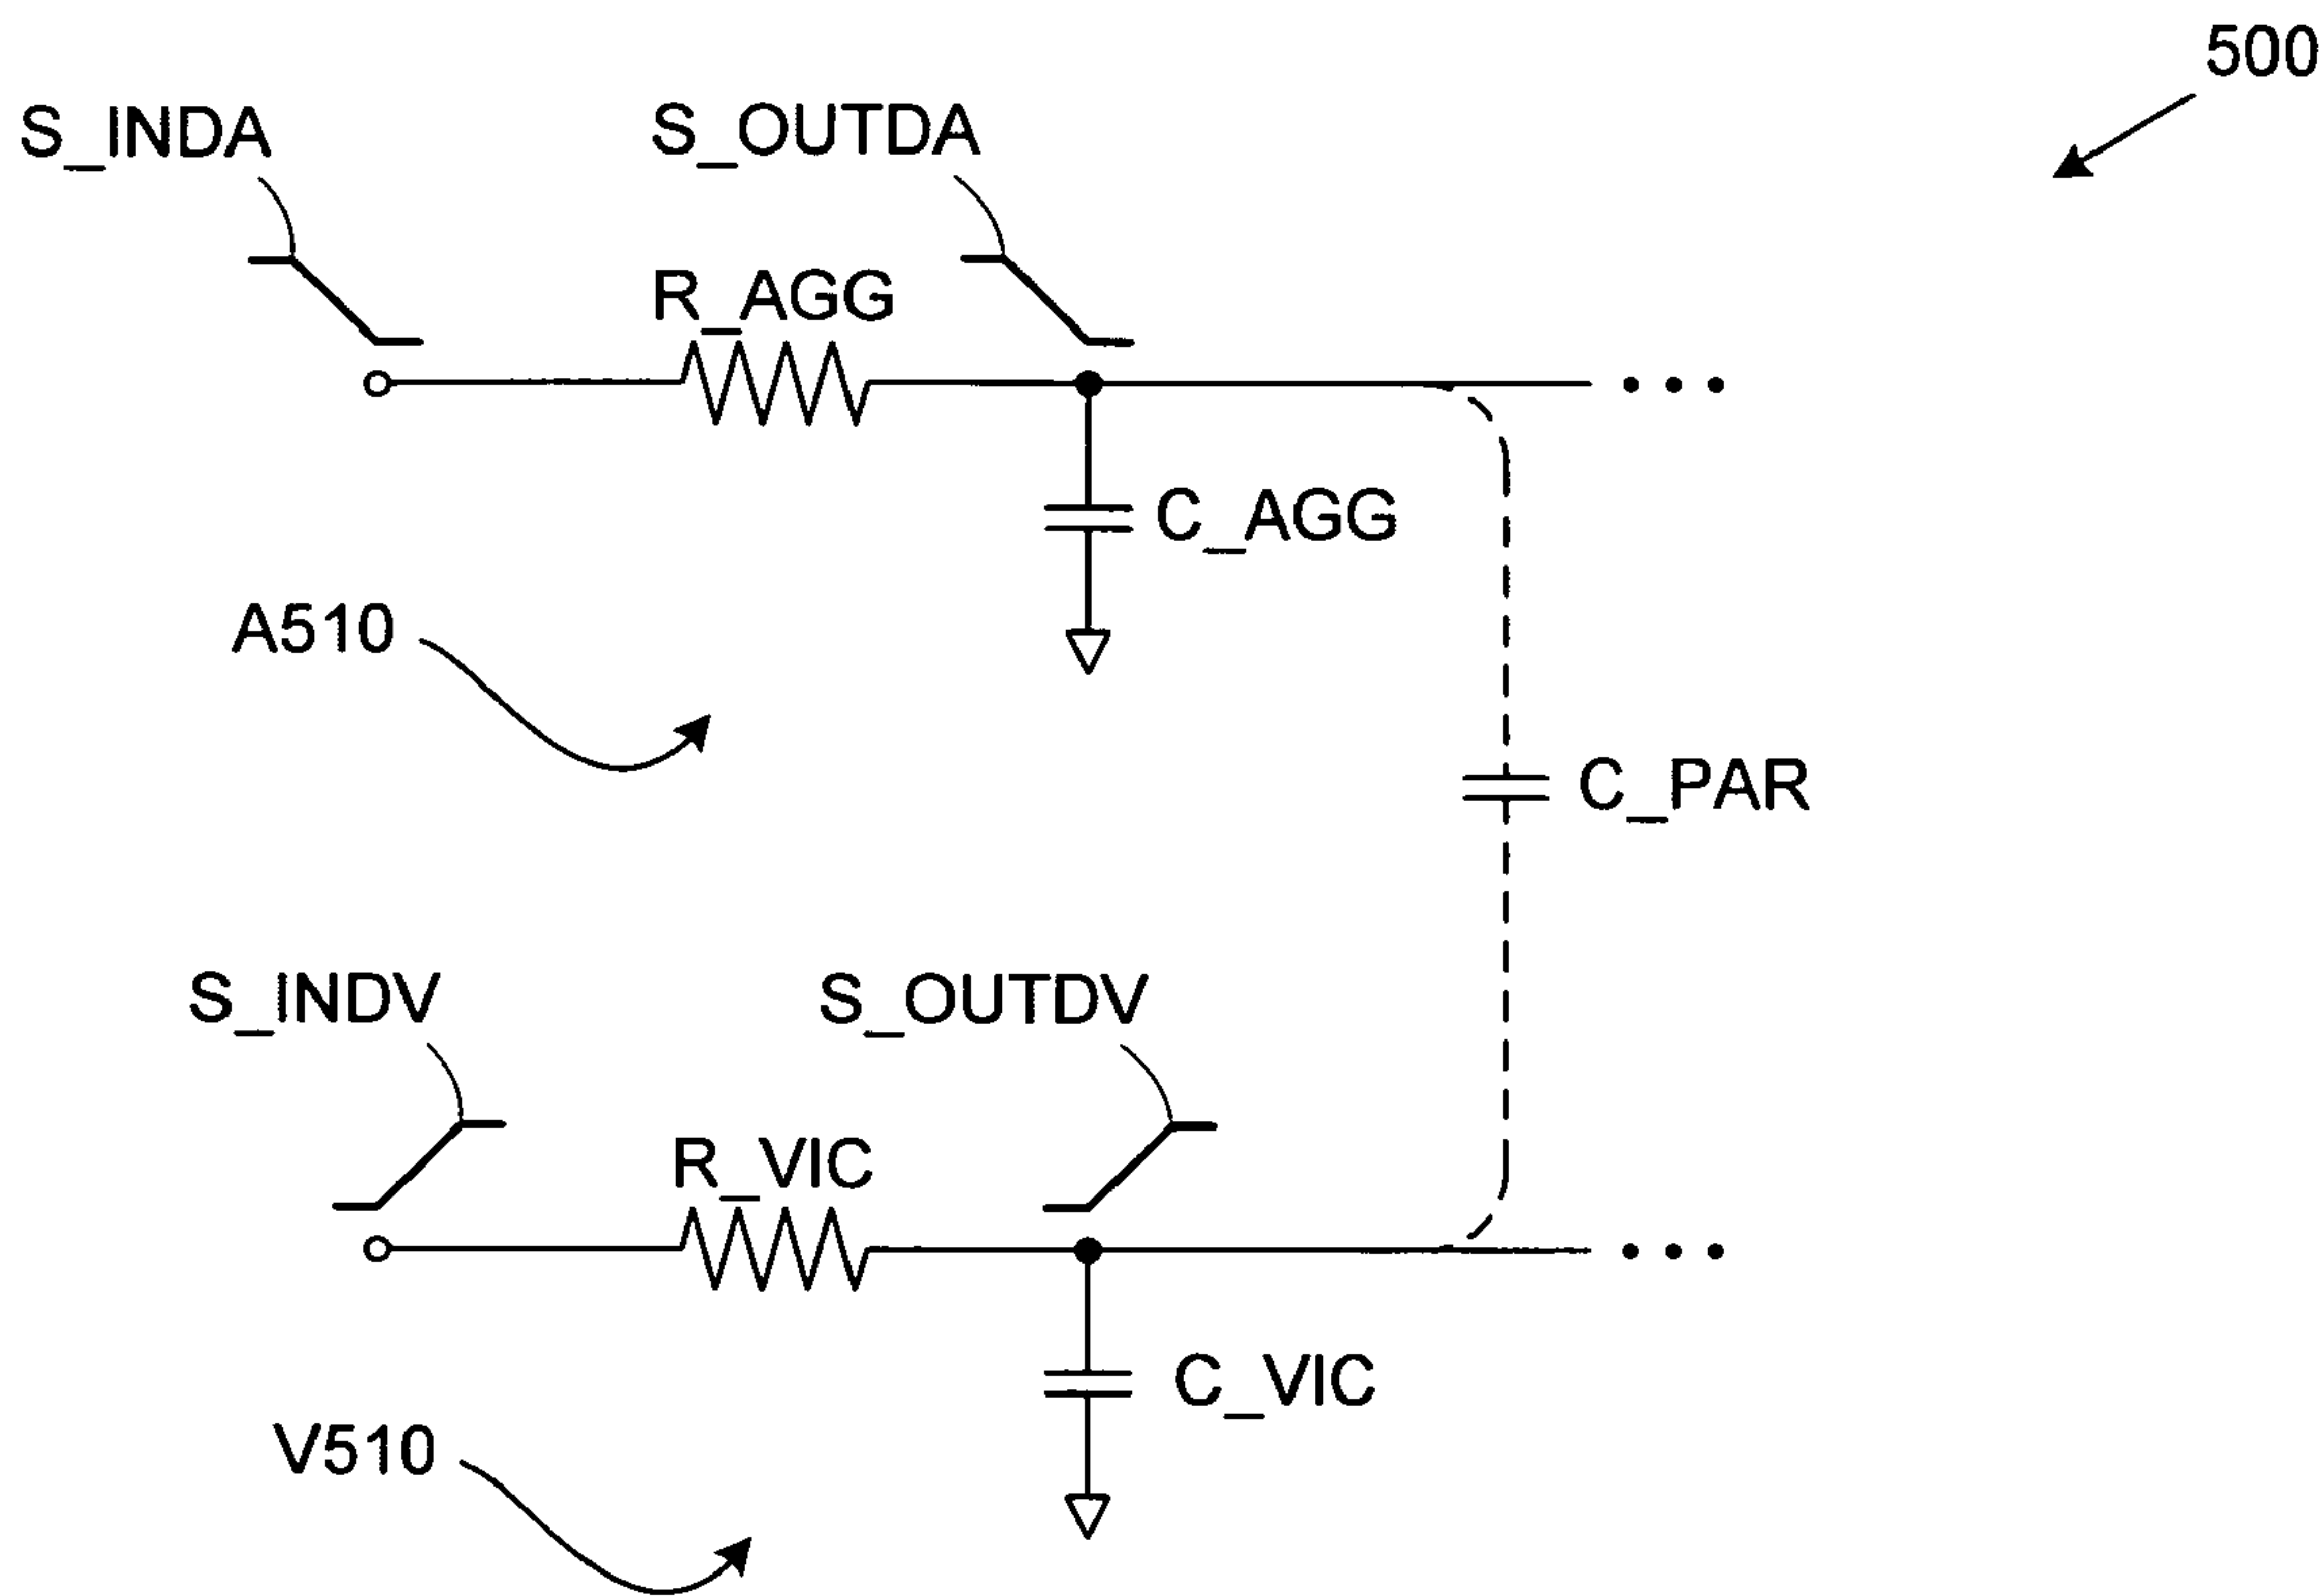 500
S_INDA
S_OUTDA
R_AGG
C_AGG
A510
C_PAR
S_INDV
S_OUTDV
R_VIC
C_VIC
V510